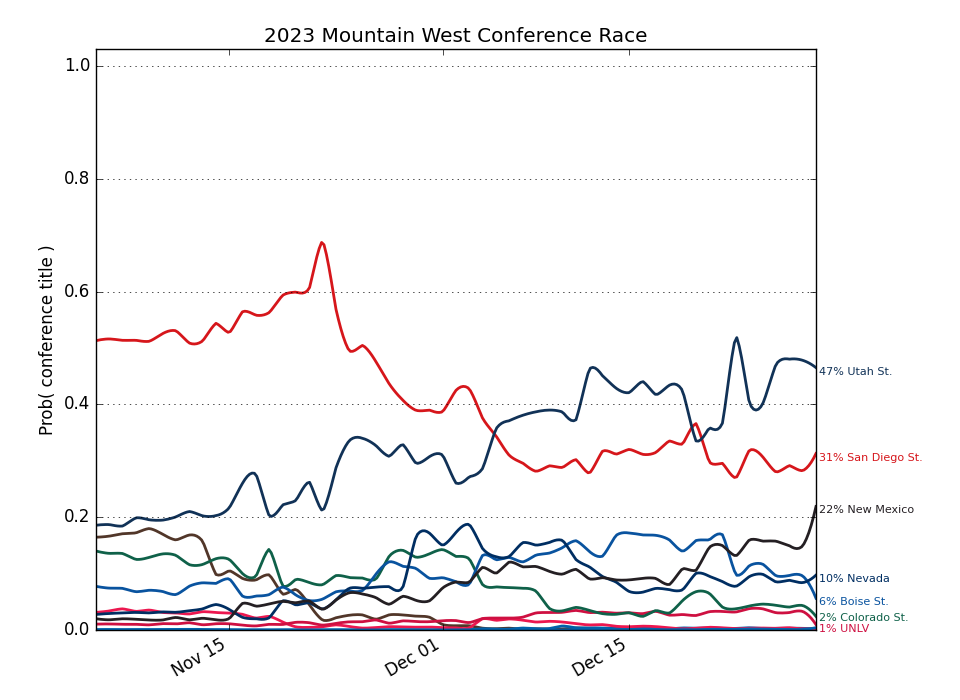 2023 Mountain West Conference Race
Prob( conference title )
1.0
0.8
0.6
0.4
0.2
0.0
Nov 15
Dec 01
Dec 15
47% Utah St.
31% San Diego St.
22% New Mexico
10% Nevada
6% Boise St.
2% Colorado St.
1% UNLV